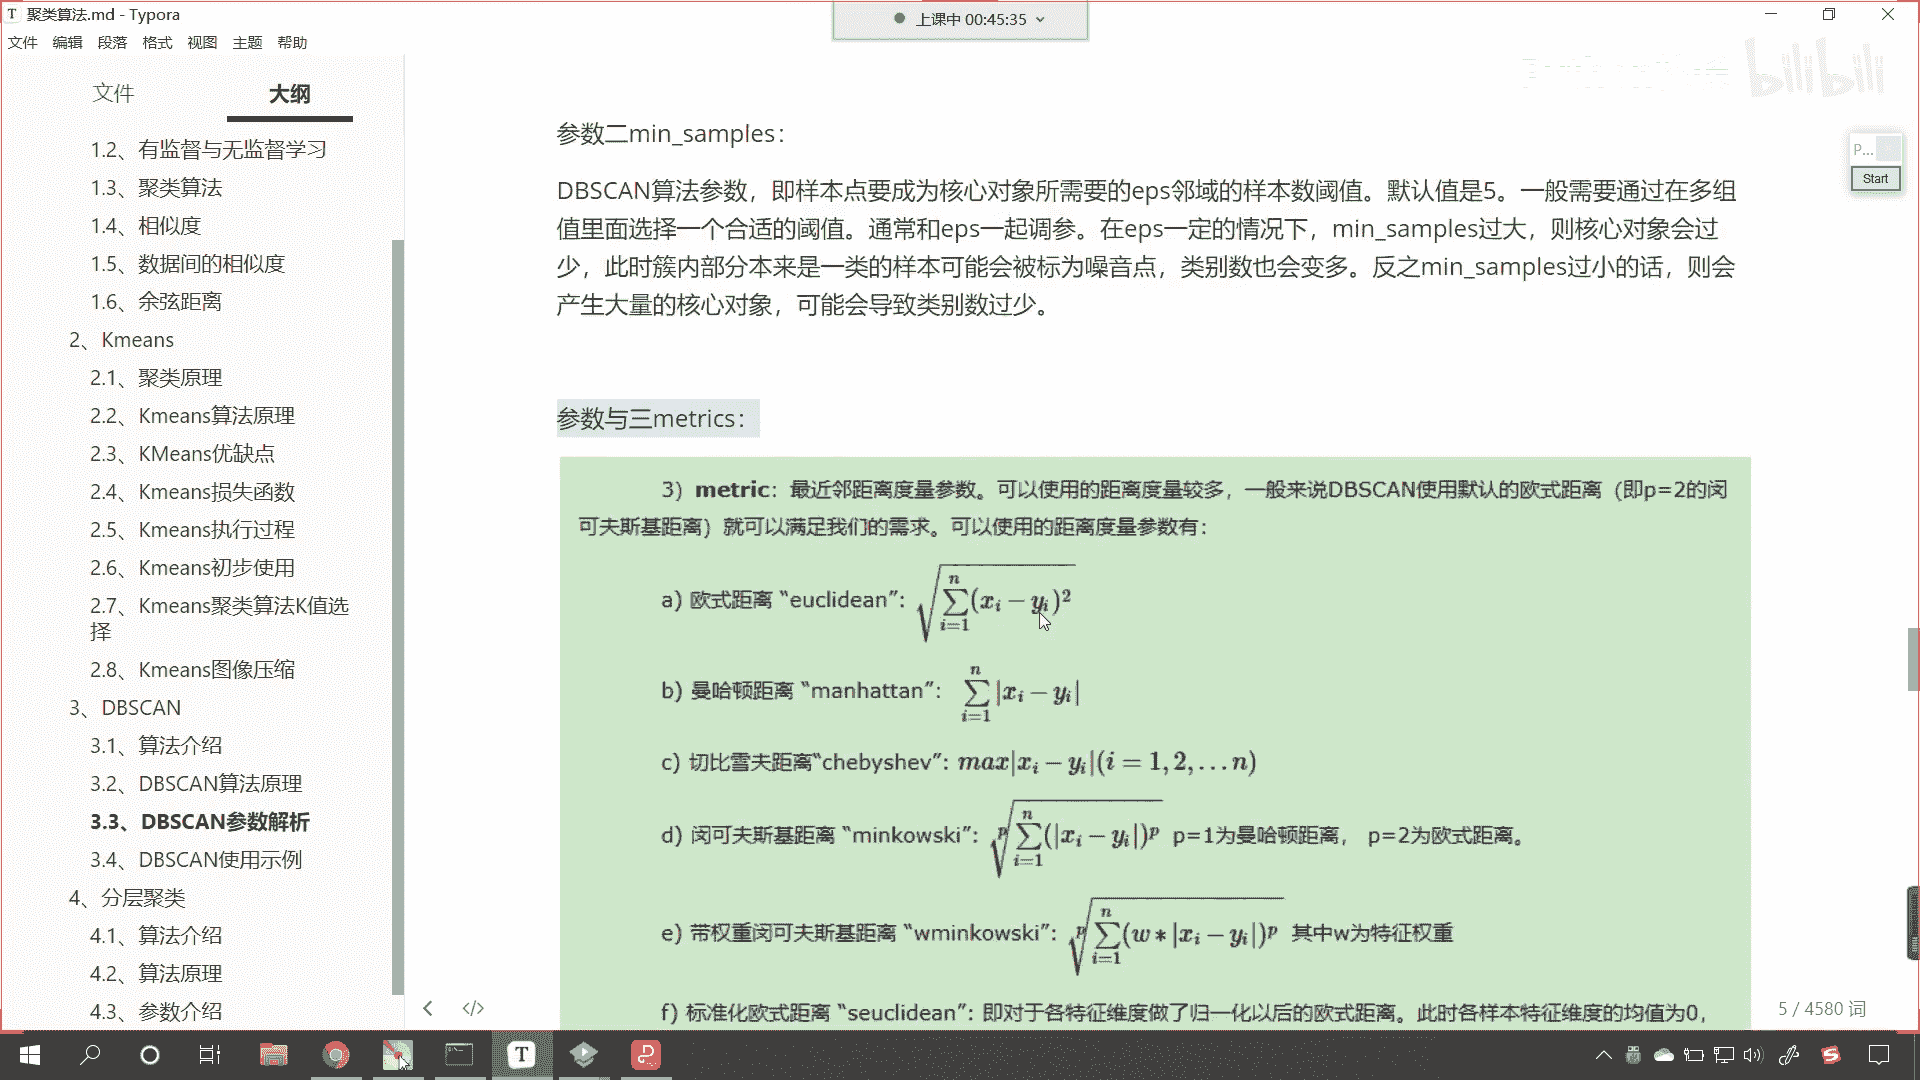 聚类算法.md - Typora
上课中 00:45:35
文件 编辑 段落 格式 视图 主题 帮助
bilibili
文件 大纲
1.2、有监督与无监督学习
1.3、聚类算法
1.4、相似度
1.5、数据间的相似度
1.6、余弦距离
2、Kmeans
2.1、聚类原理
2.2、Kmeans算法原理
2.3、KMeans优缺点
2.4、Kmeans损失函数
2.5、Kmeans执行过程
2.6、Kmeans初步使用
2.7、Kmeans聚类算法K值选
择
2.8、Kmeans图像压缩
3、DBSCAN
3.1、算法介绍
3.2、DBSCAN算法原理
3.3、DBSCAN参数解析
3.4、DBSCAN使用示例
4、分层聚类
4.1、算法介绍
4.2、算法原理
4.3、参数介绍
参数二min_samples：
DBSCAN算法参数，即样本点要成为核心对象所需要的eps邻域的样本数阈值。默认值是5。一般需要通过在多组
值里面选择一个合适的阈值。通常和eps一起调参。在eps一定的情况下，min_samples过大，则核心对象会过
少，此时簇内部分本来是一类的样本可能会被标为噪音点，类别数也会变多。反之min_samples过小的话，则会
产生大量的核心对象，可能会导致类别数过少。
参数与三metrics：
3）metric：最近邻距离度量参数。可以使用的距离度量较多，一般来说DBSCAN使用默认的欧式距离（即p=2的闵
可夫斯基距离）就可以满足我们的需求。可以使用的距离度量参数有：
a) 欧式距离 “euclidean”: √∑_{i=1}^{n}(x_i − y_i)^2
b) 曼哈顿距离 “manhattan”: ∑_{i=1}^{n}|x_i − y_i|
c) 切比雪夫距离“chebyshev”: max|x_i − y_i|(i = 1, 2, … n)
d) 闵可夫斯基距离 “minkowski”: ᵖ√∑_{i=1}^{n}(|x_i − y_i|)^p p=1为曼哈顿距离， p=2为欧式距离。
e) 带权重闵可夫斯基距离 “wminkowski”: ᵖ√∑_{i=1}^{n}(w ∗ |x_i − y_i|)^p 其中w为特征权重
f) 标准化欧式距离 “seuclidean”: 即对于各特征维度做了归一化以后的欧式距离。此时各样本特征维度的均值为0，
P...
Start
5 / 4580 词